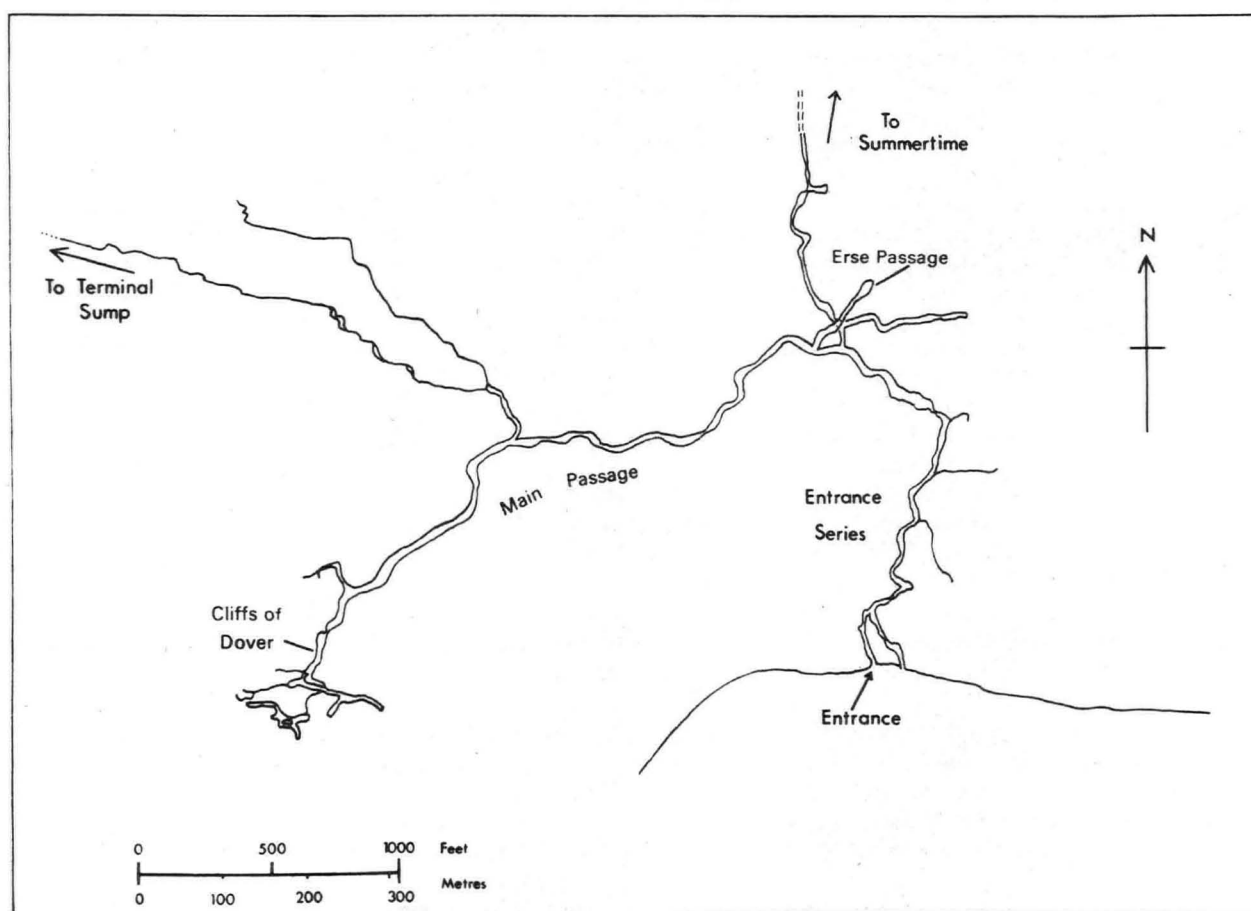 To
Summertime
N
Erse Passage
To Terminal
Sump
Main Passage
Entrance
Series
Cliffs of
Dover
Entrance
0 500 1000 Feet
Metres
0 100 200 300